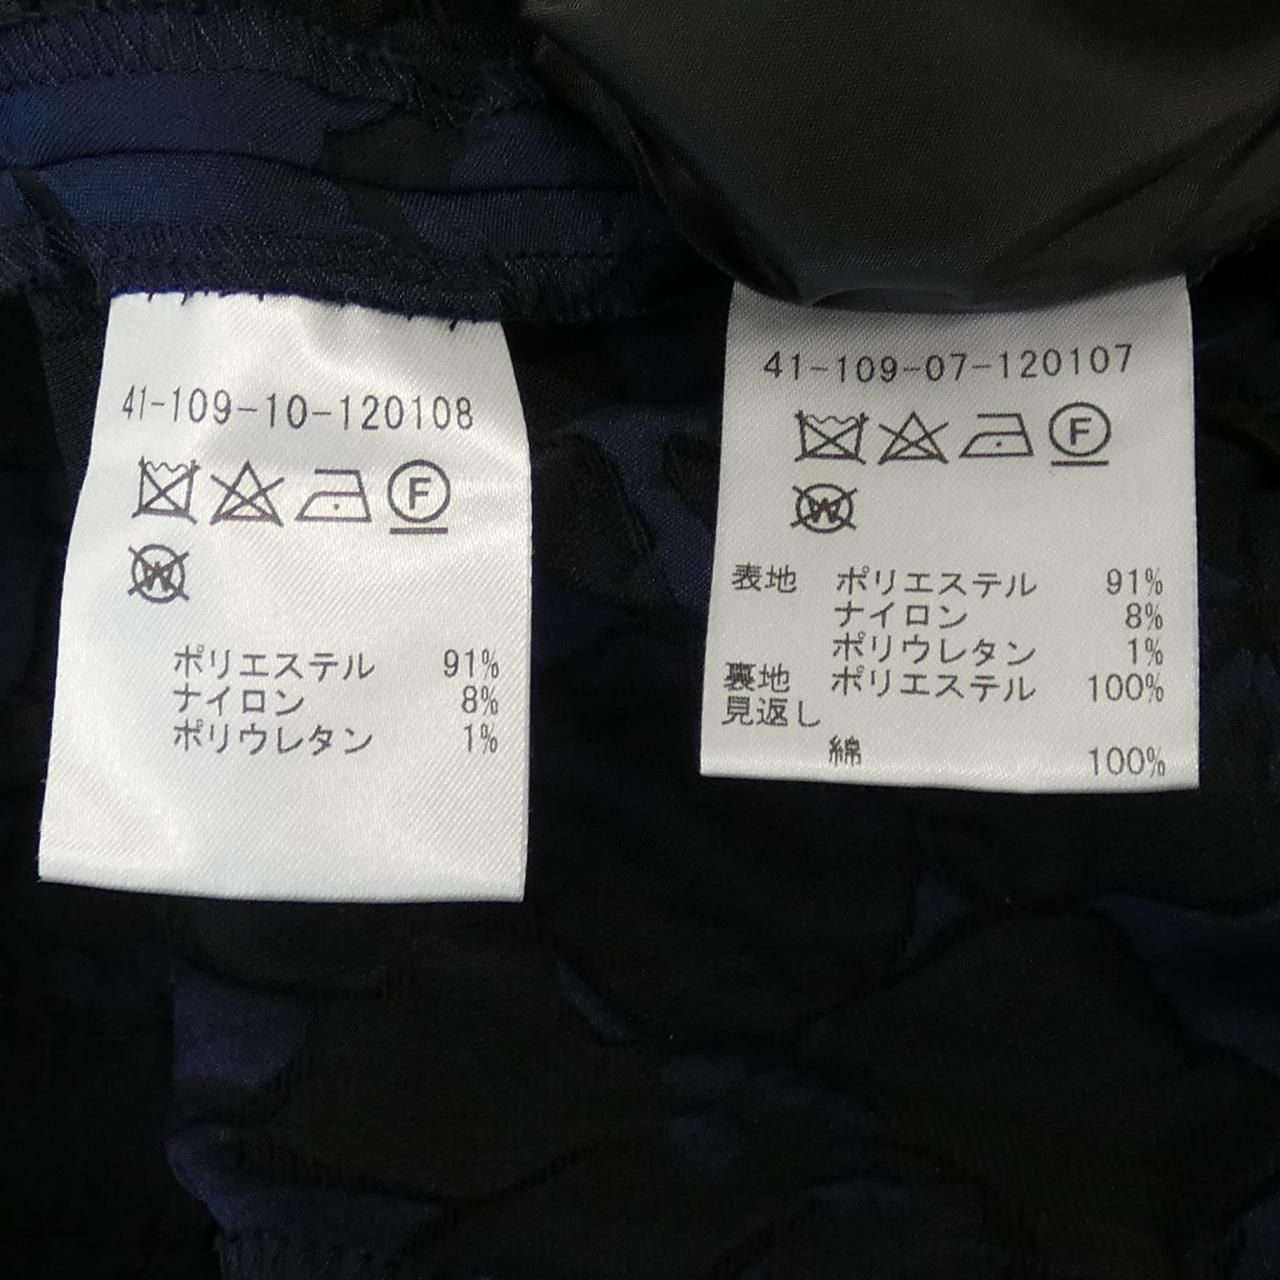 41-109-10-120108
F
W
ポリエステル 91%
ナイロン 8%
ポリウレタン 1%
41-109-07-120107
F
W
表地 ポリエステル 91%
ナイロン 8%
ポリウレタン 1%
裏地 ポリエステル 100%
見返し
綿 100%